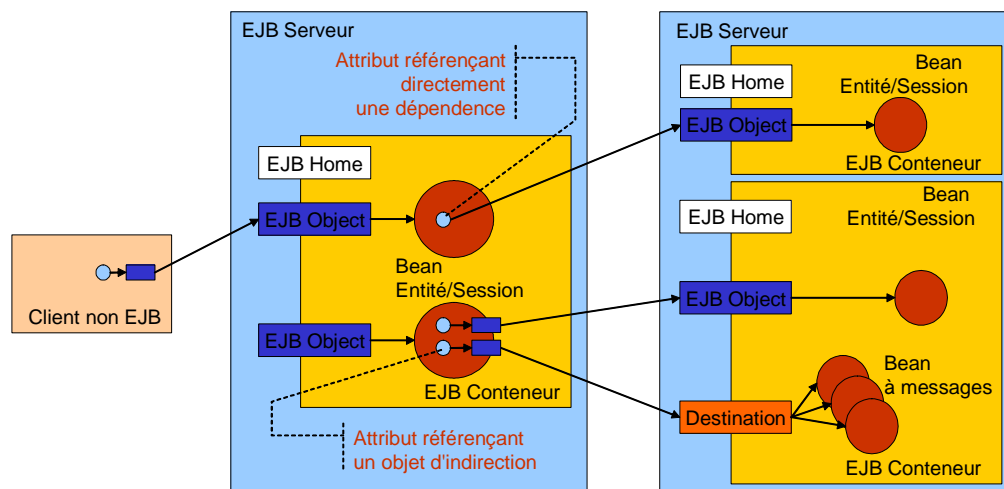 EJB Serveur
Attribut référençant
directement
une dépendence
EJB Home
EJB Object
Bean
Entité/Session
EJB Object
EJB Conteneur
Attribut référençant
un objet d'indirection
Client non EJB
EJB Serveur
Bean
Entité/Session
EJB Home
EJB Object
EJB Conteneur
Bean
Entité/Session
EJB Home
EJB Object
Bean
à messages
Destination
EJB Conteneur